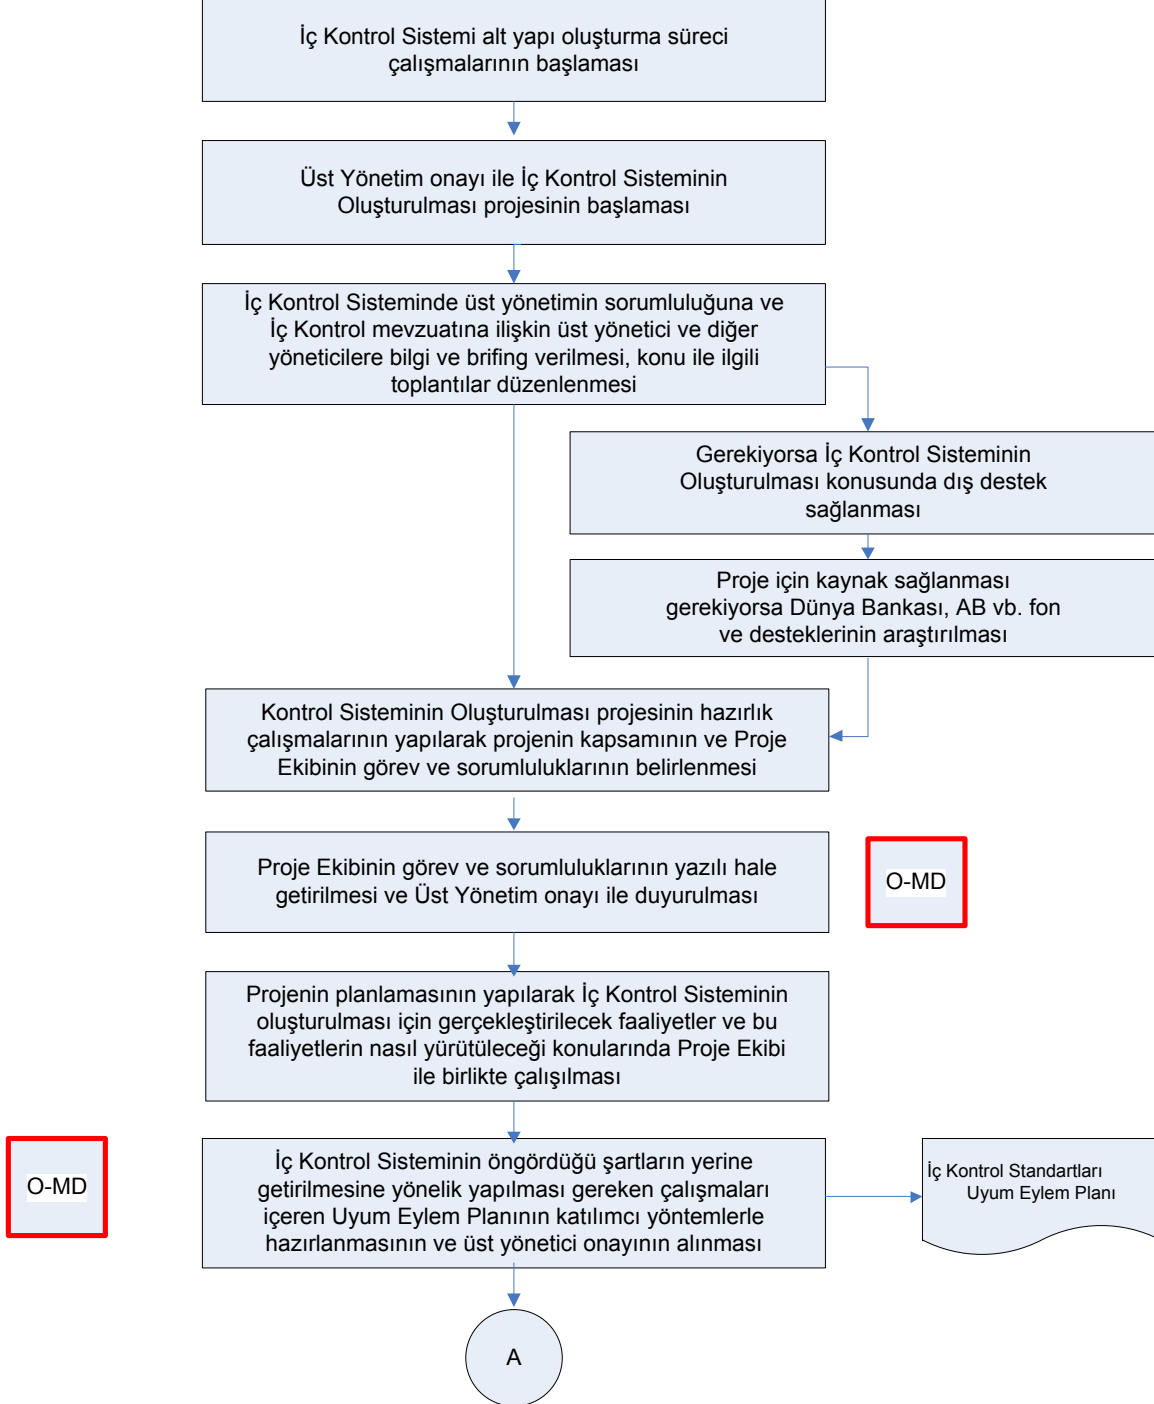 İç Kontrol Sistemi alt yapı oluşturma süreci
çalışmalarının başlaması
Üst Yönetim onayı ile İç Kontrol Sisteminin
Oluşturulması projesinin başlaması
İç Kontrol Sisteminde üst yönetimin sorumluluğuna ve
İç Kontrol mevzuatına ilişkin üst yönetici ve diğer
yöneticilere bilgi ve brifing verilmesi, konu ile ilgili
toplantılar düzenlenmesi
Gerekiyorsa İç Kontrol Sisteminin
Oluşturulması konusunda dış destek
sağlanması
Proje için kaynak sağlanması
gerekiyorsa Dünya Bankası, AB vb. fon
ve desteklerinin araştırılması
Kontrol Sisteminin Oluşturulması projesinin hazırlık
çalışmalarının yapılarak projenin kapsamının ve Proje
Ekibinin görev ve sorumluluklarının belirlenmesi
Proje Ekibinin görev ve sorumluluklarının yazılı hale
getirilmesi ve Üst Yönetim onayı ile duyurulması
O-MD
Projenin planlamasının yapılarak İç Kontrol Sisteminin
oluşturulması için gerçekleştirilecek faaliyetler ve bu
faaliyetlerin nasıl yürütüleceği konularında Proje Ekibi
ile birlikte çalışılması
O-MD
İç Kontrol Sisteminin öngördüğü şartların yerine
getirilmesine yönelik yapılması gereken çalışmaları
içeren Uyum Eylem Planının katılımcı yöntemlerle
hazırlanmasının ve üst yönetici onayının alınması
İç Kontrol Standartları
Uyum Eylem Planı
A